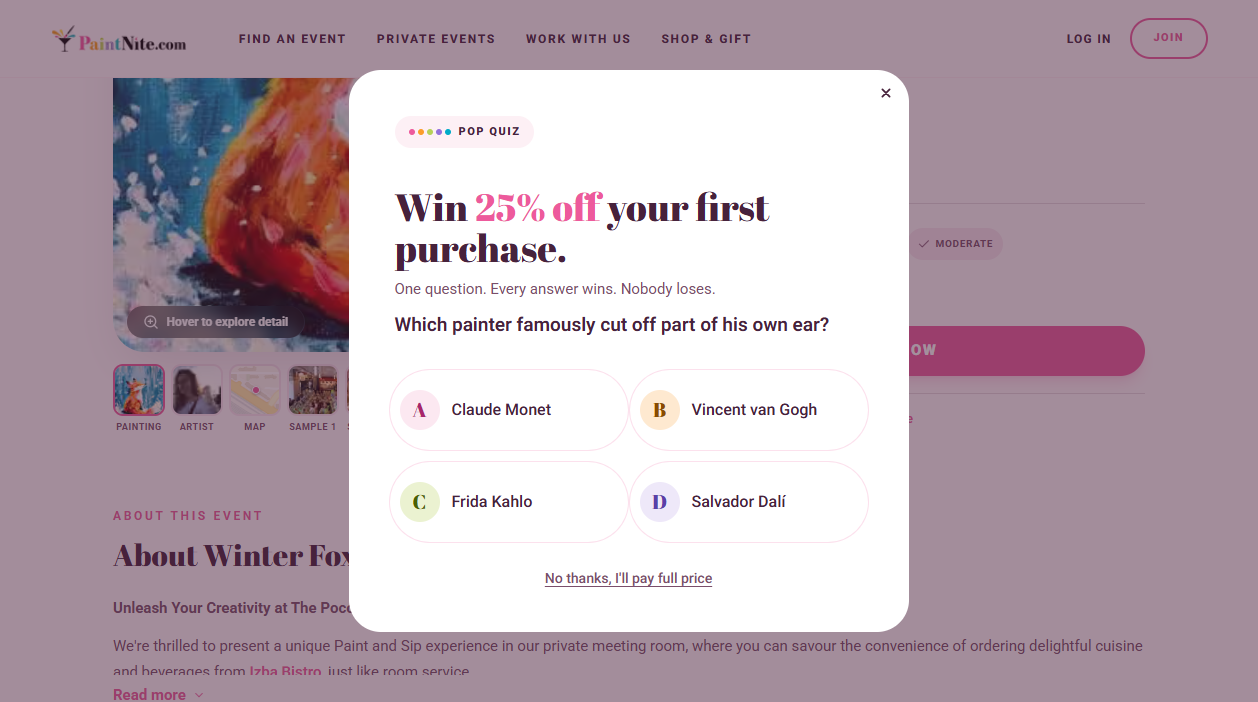 PaintNite.com
FIND AN EVENT
PRIVATE EVENTS
WORK WITH US
SHOP & GIFT
LOG IN
JOIN
POP QUIZ
Win 25% off your first
purchase.
One question. Every answer wins. Nobody loses.
Which painter famously cut off part of his own ear?
A Claude Monet
B Vincent van Gogh
C Frida Kahlo
D Salvador Dalí
No thanks, I'll pay full price
MODERATE
Hover to explore detail
PAINTING
ARTIST
MAP
SAMPLE 1
ABOUT THIS EVENT
About Winter Fox
Unleash Your Creativity at The
We're thrilled to present a unique Paint and Sip experience in our private meeting room, where you can savour the convenience of ordering delightful cuisine
and beverages from Izba Bistro, just like room service
Read more